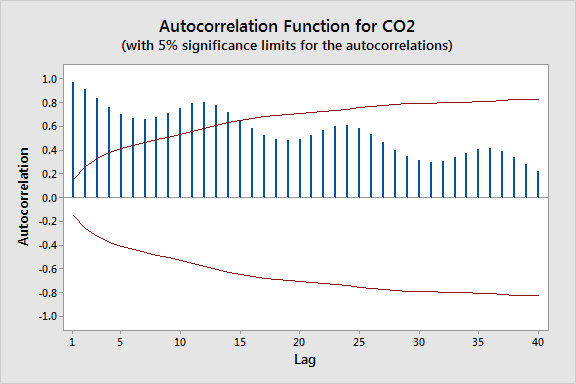 Autocorrelation Function for CO2
(with 5% significance limits for the autocorrelations)
Autocorrelation
1.0
0.8
0.6
0.4
0.2
0.0
-0.2
-0.4
-0.6
-0.8
-1.0
1 5 10 15 20 25 30 35 40
Lag